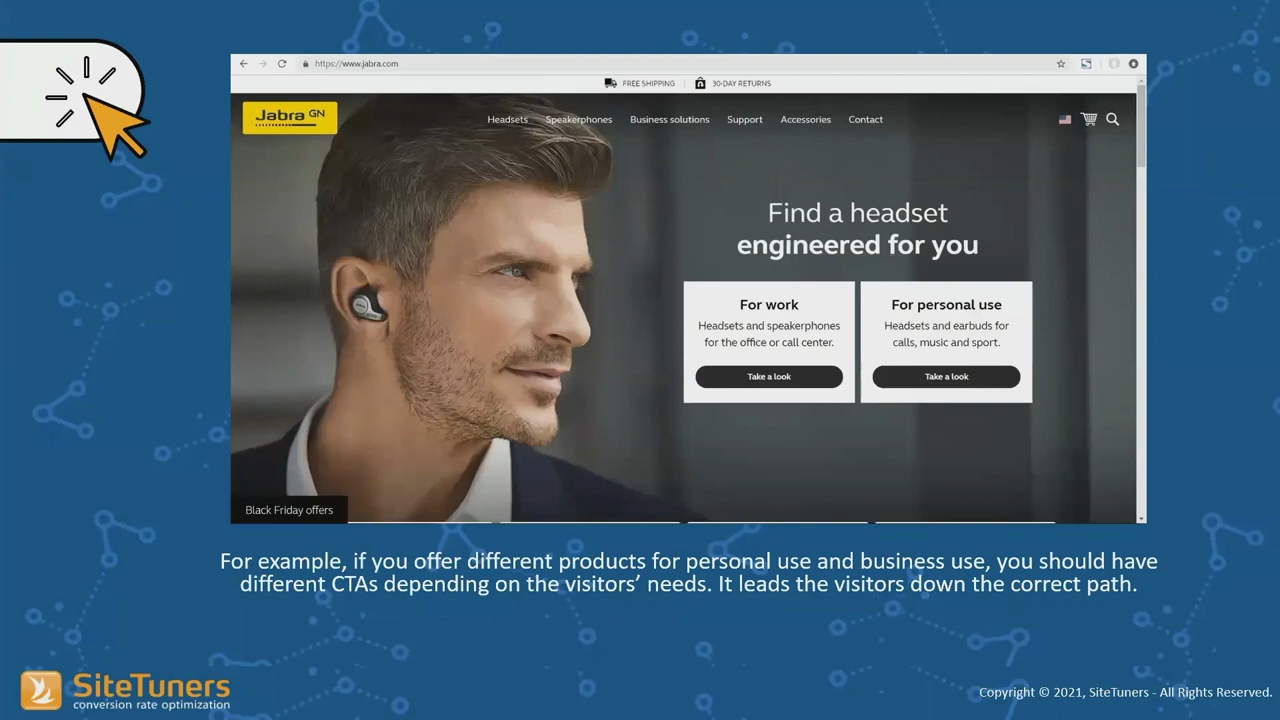 https://www.jabra.com
FREE SHIPPING
30-DAY RETURNS
Jabra GN
Headsets Speakerphones Business solutions Support Accessories Contact
Find a headset
engineered for you
For work
Headsets and speakerphones
for the office or call center.
Take a look
For personal use
Headsets and earbuds for
calls, music and sport.
Take a look
Black Friday offers
For example, if you offer different products for personal use and business use, you should have
different CTAs depending on the visitors’ needs. It leads the visitors down the correct path.
SiteTuners
conversion rate optimization
Copyright © 2021, SiteTuners - All Rights Reserved.